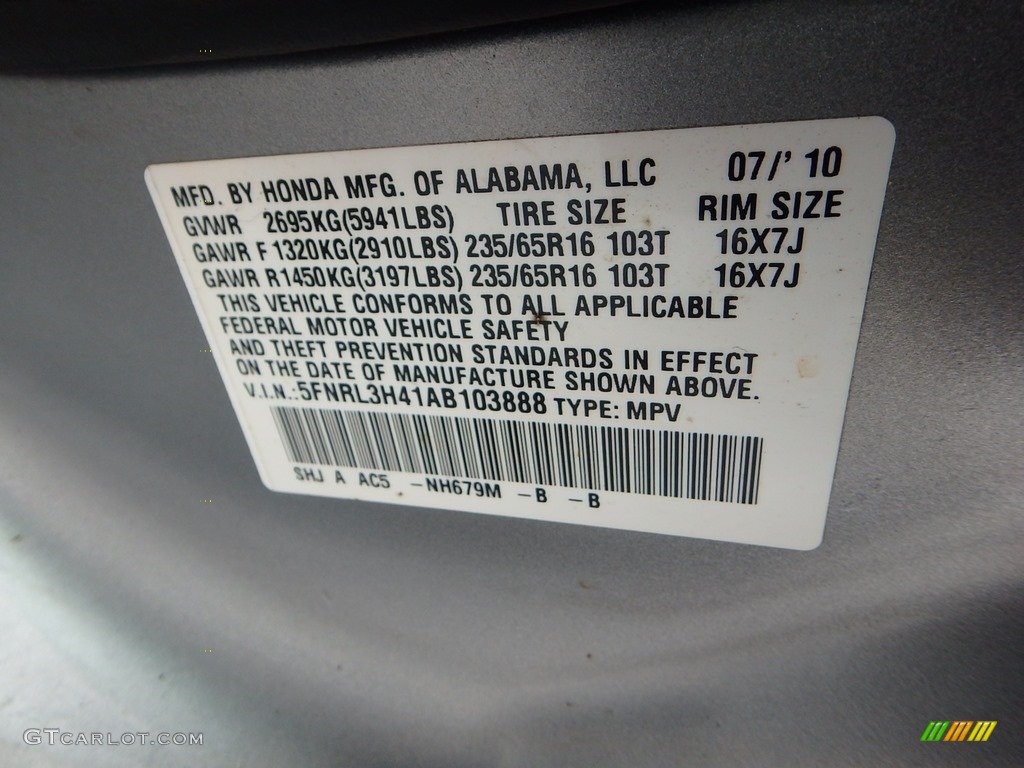 MFD. BY HONDA MFG. OF ALABAMA, LLC 07/' 10
GVWR 2695KG(5941LBS) TIRE SIZE RIM SIZE
GAWR F 1320KG(2910LBS) 235/65R16 103T 16X7J
GAWR R1450KG(3197LBS) 235/65R16 103T 16X7J
THIS VEHICLE CONFORMS TO ALL APPLICABLE
FEDERAL MOTOR VEHICLE SAFETY
AND THEFT PREVENTION STANDARDS IN EFFECT
ON THE DATE OF MANUFACTURE SHOWN ABOVE.
V.I.N.:5FNRL3H41AB103888 TYPE: MPV
SHJ A AC5 -NH679M -B -B
GTCARLOT.COM